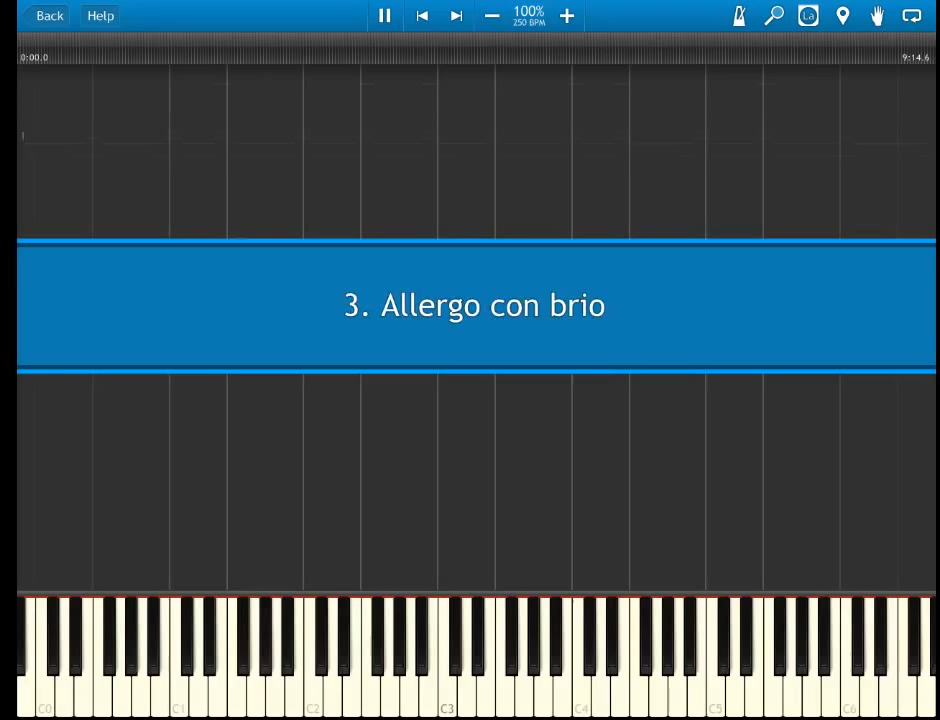 Back Help 100% La
250 BPM
0:00.0 9:14.6
3. Allergo con brio
C0 C1 C2 C3 C4 C5 C6